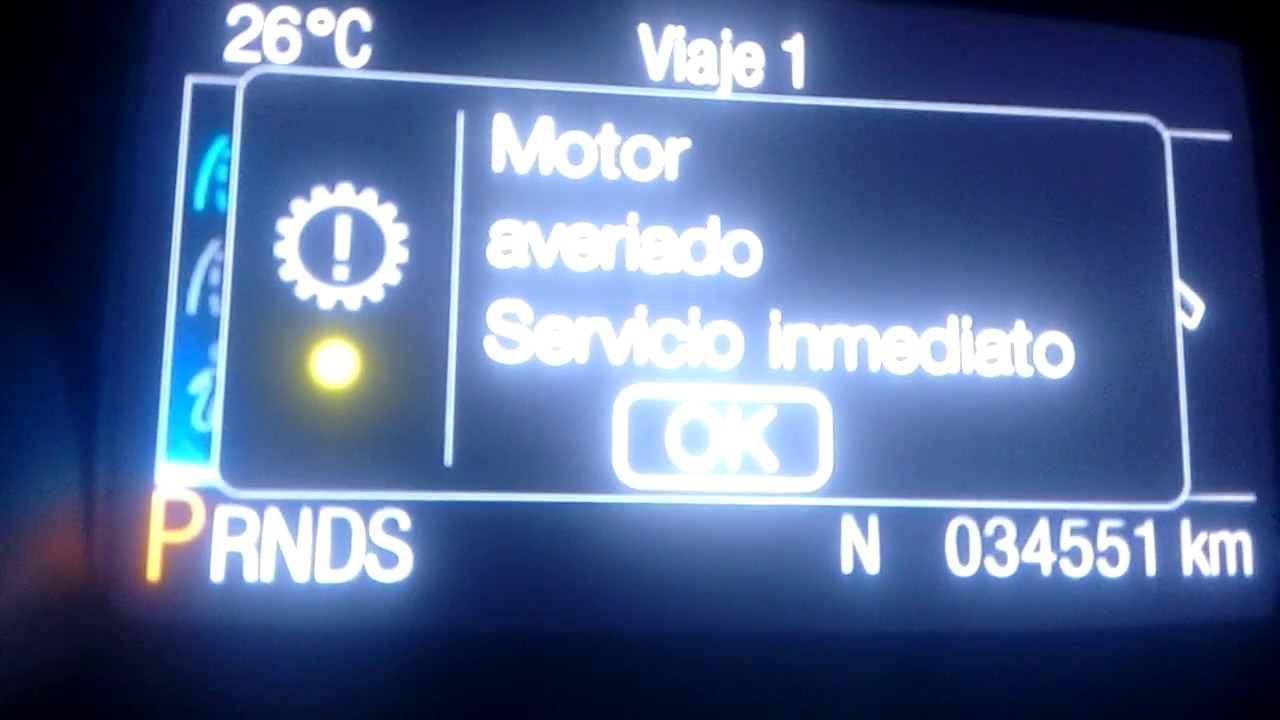 26°C Viaje 1
Motor
averiado
Servicio inmediato
OK
PRNDS N 034551 km